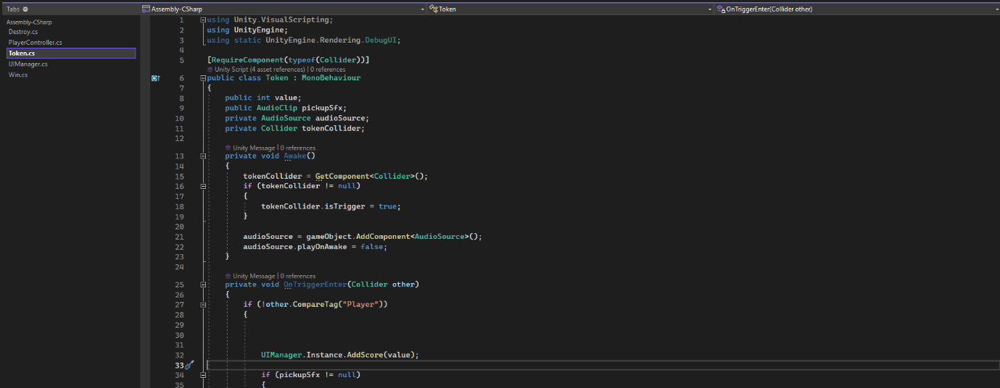 Tabs
Assembly-CSharp
Token
OnTriggerEnter(Collider other)
Assembly-CSharp
Destroy.cs
PlayerController.cs
Token.cs
UIManager.cs
Win.cs
1 using Unity.VisualScripting;
2 using UnityEngine;
3 using static UnityEngine.Rendering.DebugUI;
4
5 [RequireComponent(typeof(Collider))]
Unity Script (4 asset references) | 0 references
6 public class Token : MonoBehaviour
7 {
8 public int value;
9 public AudioClip pickupSfx;
10 private AudioSource audioSource;
11 private Collider tokenCollider;
12
Unity Message | 0 references
13 private void Awake()
14 {
15 tokenCollider = GetComponent<Collider>();
16 if (tokenCollider != null)
17 {
18 tokenCollider.isTrigger = true;
19 }
20
21 audioSource = gameObject.AddComponent<AudioSource>();
22 audioSource.playOnAwake = false;
23 }
24
Unity Message | 0 references
25 private void OnTriggerEnter(Collider other)
26 {
27 if (!other.CompareTag("Player"))
28 {
29
30
31
32 UIManager.Instance.AddScore(value);
33
34 if (pickupSfx != null)
35 {